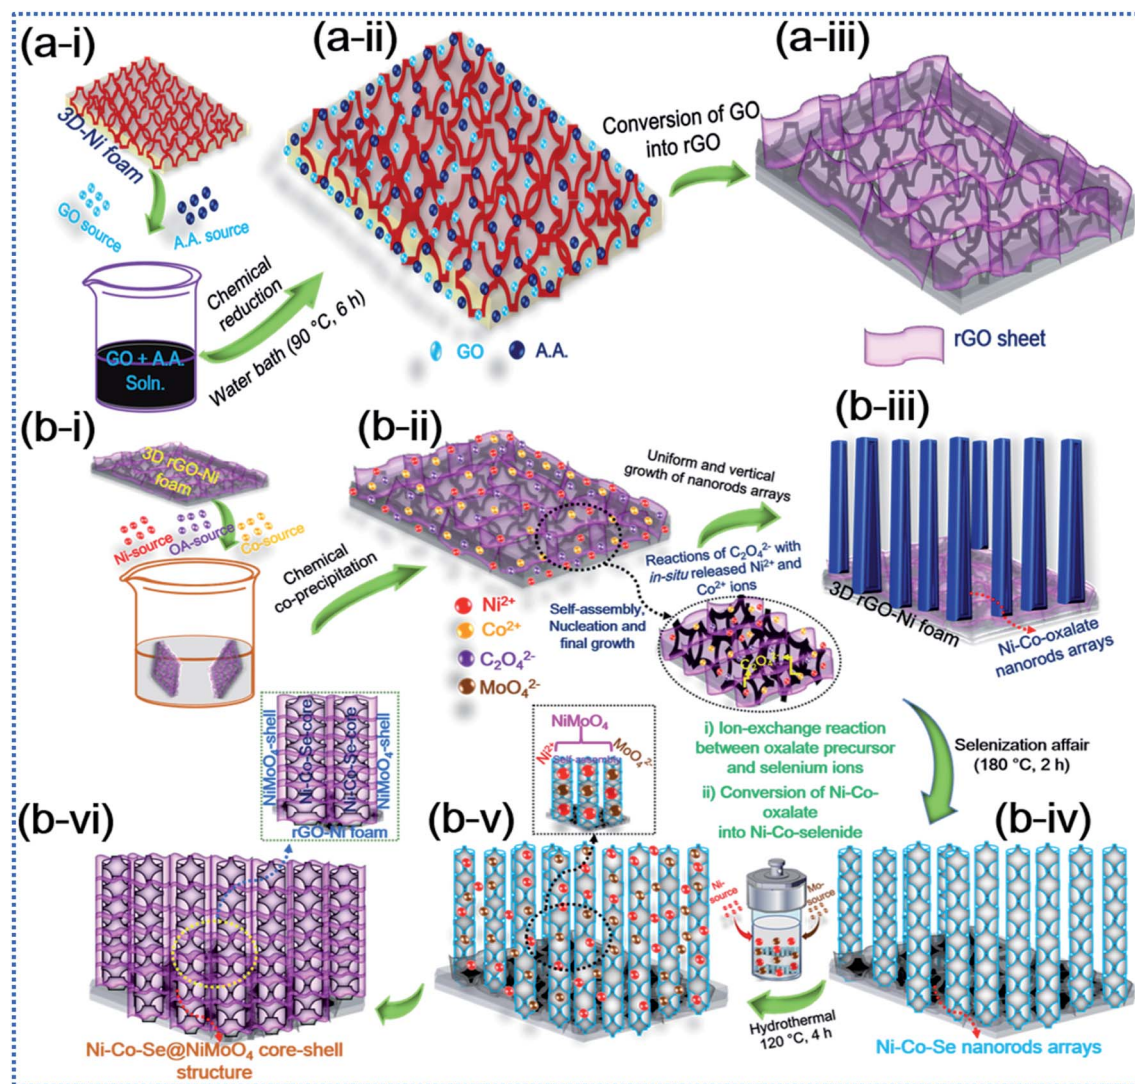 (a-i)
3D-Ni foam
GO source
A.A. source
GO + A.A.
Soln.
Chemical
reduction
Water bath (90 °C, 6 h)
(a-ii)
GO
A.A.
Conversion of GO
into rGO
(a-iii)
rGO sheet
(b-i)
3D rGO-Ni
foam
Ni-source
OA-source
Co-source
Chemical
co-precipitation
(b-ii)
Ni²⁺
Co²⁺
C₂O₄²⁻
MoO₄²⁻
Uniform and vertical
growth of nanorods arrays
Reactions of C₂O₄²⁻ with
in-situ released Ni²⁺ and
Co²⁺ ions
Self-assembly,
Nucleation and
final growth
C₂O₄²⁻
(b-iii)
3D rGO-Ni foam
Ni-Co-oxalate
nanorods arrays
i) Ion-exchange reaction
between oxalate precursor
and selenium ions
ii) Conversion of Ni-Co-
oxalate
into Ni-Co-selenide
Selenization affair
(180 °C, 2 h)
(b-iv)
Ni-Co-Se nanorods arrays
Ni-
source
Mo-
source
Hydrothermal
120 °C, 4 h
(b-v)
NiMoO₄
Ni²⁺
MoO₄²⁻
Self-assembly
(b-vi)
NiMoO₄-shell
Ni-Co-Se-core
Ni-Co-Se-core
NiMoO₄-shell
rGO-Ni foam
Ni-Co-Se@NiMoO₄ core-shell
structure